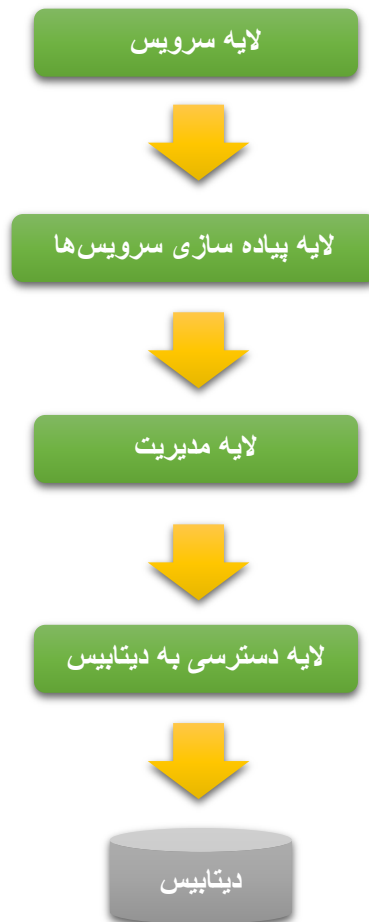 لایه سرویس
لایه پیاده سازی سرویس‌ها
لایه مدیریت
لایه دسترسی به دیتابیس
دیتابیس